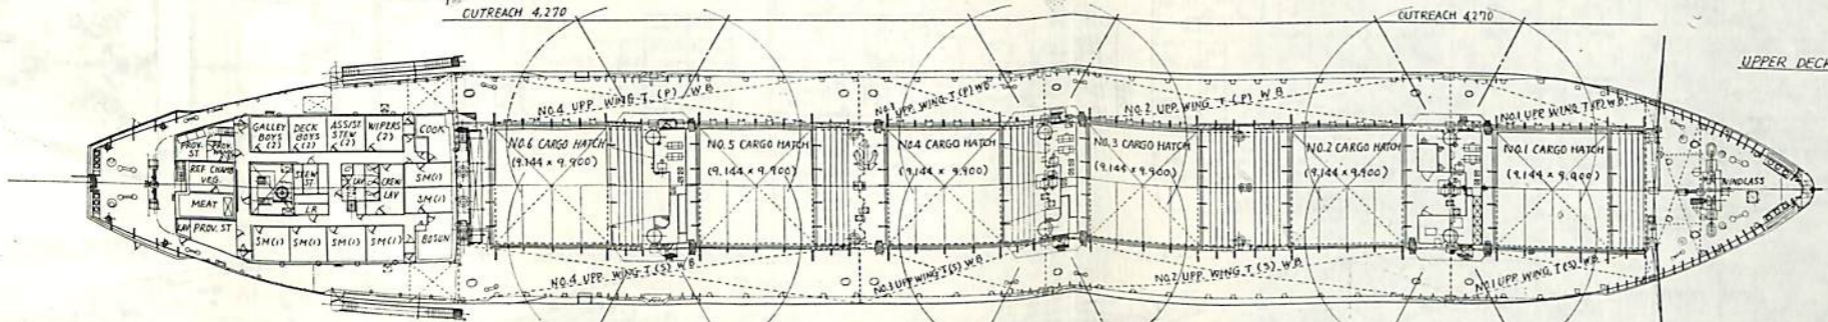 OUTREACH 4,270
OUTREACH 4,270
UPPER DECK
NO.4 UPP. WING T. (P) W.B
NO.3 UPP WING T (P) W.B
NO.2 UPP. WING T (P) W.B
NO.1 UPP WING T (P) W.B.
GALLEY BOYS (2)
DECK BOYS (2)
ASSIST STEW (2)
WIPERS (2)
COOK
PROV. ST
REF CHAMB VEG.
MEAT
LAV
PROV. ST
STEW ST
L.R
LAV
CREW LAV
SM(1)
SM(1)
SM(1)
SM(1)
SM(1)
SM(1)
BOSUN
NO.6 CARGO HATCH
(9.144 x 9.900)
NO.5 CARGO HATCH
(9.144 x 9.900)
NO.4 CARGO HATCH
(9.144 x 9.900)
NO.3 CARGO HATCH
(9.144 x 9.900)
NO.2 CARGO HATCH
(9.144 x 9.900)
NO.1 CARGO HATCH
(9.144 x 9.900)
WINDLASS
NO.4 UPP. WING T (S) W.B
NO.3 UPP WING T (S) W.B
NO.2 UPP. WING T (S) W.B
NO.1 UPP. WING T (S) W.B